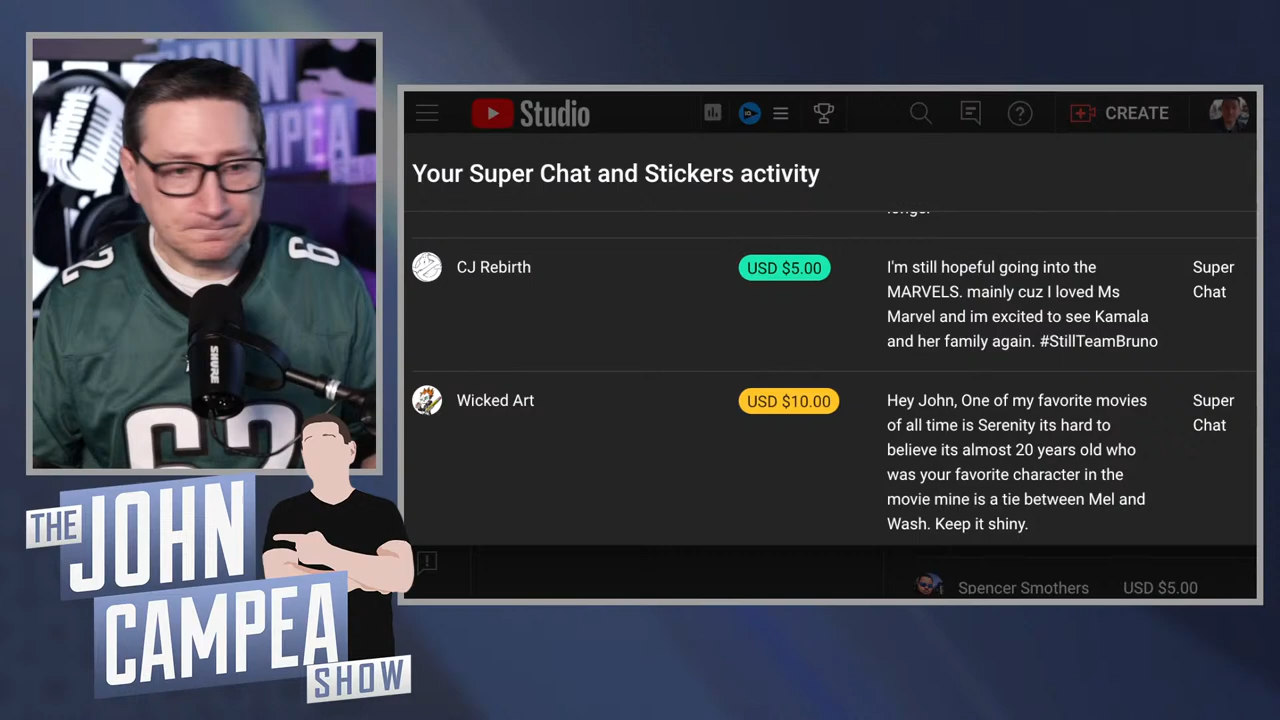 Studio
CREATE
Your Super Chat and Stickers activity
longer
CJ Rebirth
USD $5.00
I'm still hopeful going into the
MARVELS. mainly cuz I loved Ms
Marvel and im excited to see Kamala
and her family again. #StillTeamBruno
Super
Chat
Wicked Art
USD $10.00
Hey John, One of my favorite movies
of all time is Serenity its hard to
believe its almost 20 years old who
was your favorite character in the
movie mine is a tie between Mel and
Wash. Keep it shiny.
Super
Chat
Spencer Smothers
USD $5.00
SHURE
62
THE
JOHN
CAMPEA
SHOW